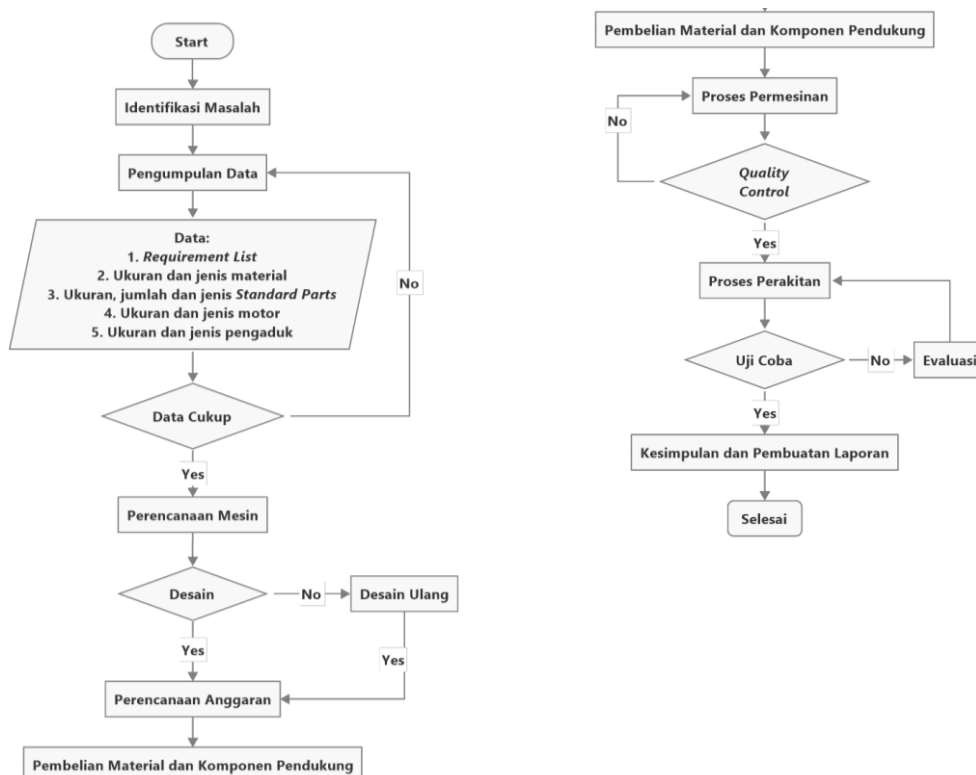 Start
Identifikasi Masalah
Pengumpulan Data
Data:
1. Requirement List
2. Ukuran dan jenis material
3. Ukuran, jumlah dan jenis Standard Parts
4. Ukuran dan jenis motor
5. Ukuran dan jenis pengaduk
No
Data Cukup
Yes
Perencanaan Mesin
Desain
No
Desain Ulang
Yes
Yes
Perencanaan Anggaran
Pembelian Material dan Komponen Pendukung
Pembelian Material dan Komponen Pendukung
Proses Permesinan
No
Quality
Control
Yes
Proses Perakitan
Uji Coba
No
Evaluasi
Yes
Kesimpulan dan Pembuatan Laporan
Selesai